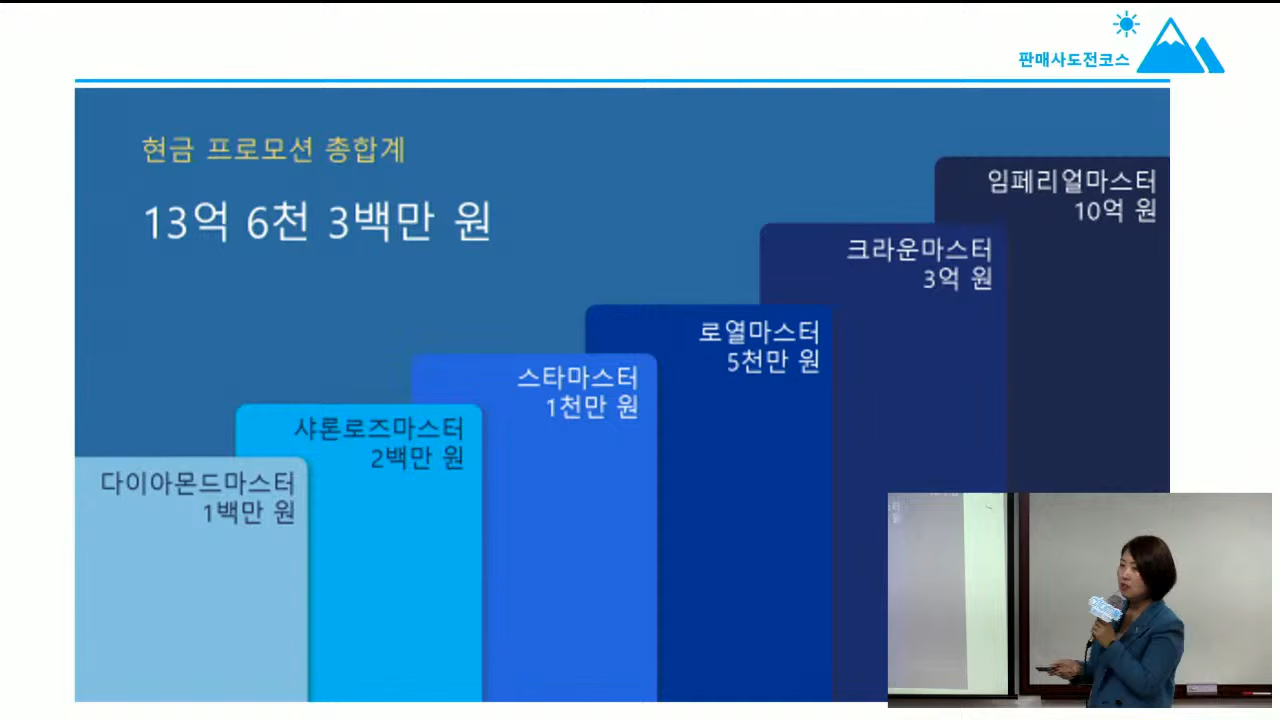 판매사도전코스
현금 프로모션 총합계
13억 6천 3백만 원
임페리얼마스터
10억 원
크라운마스터
3억 원
로열마스터
5천만 원
스타마스터
1천만 원
샤론로즈마스터
2백만 원
다이아몬드마스터
1백만 원